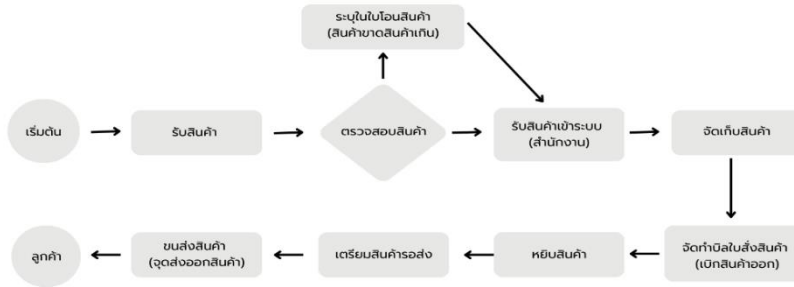 ระบุในใบโอนสินค้า
(สินค้าขาดสินค้าเกิน)
เริ่มต้น
รับสินค้า
ตรวจสอบสินค้า
รับสินค้าเข้าระบบ
(สำนักงาน)
จัดเก็บสินค้า
ลูกค้า
ขนส่งสินค้า
(จุดส่งออกสินค้า)
เตรียมสินค้ารอส่ง
หยิบสินค้า
จัดทำบิลใบสั่งสินค้า
(เบิกสินค้าออก)